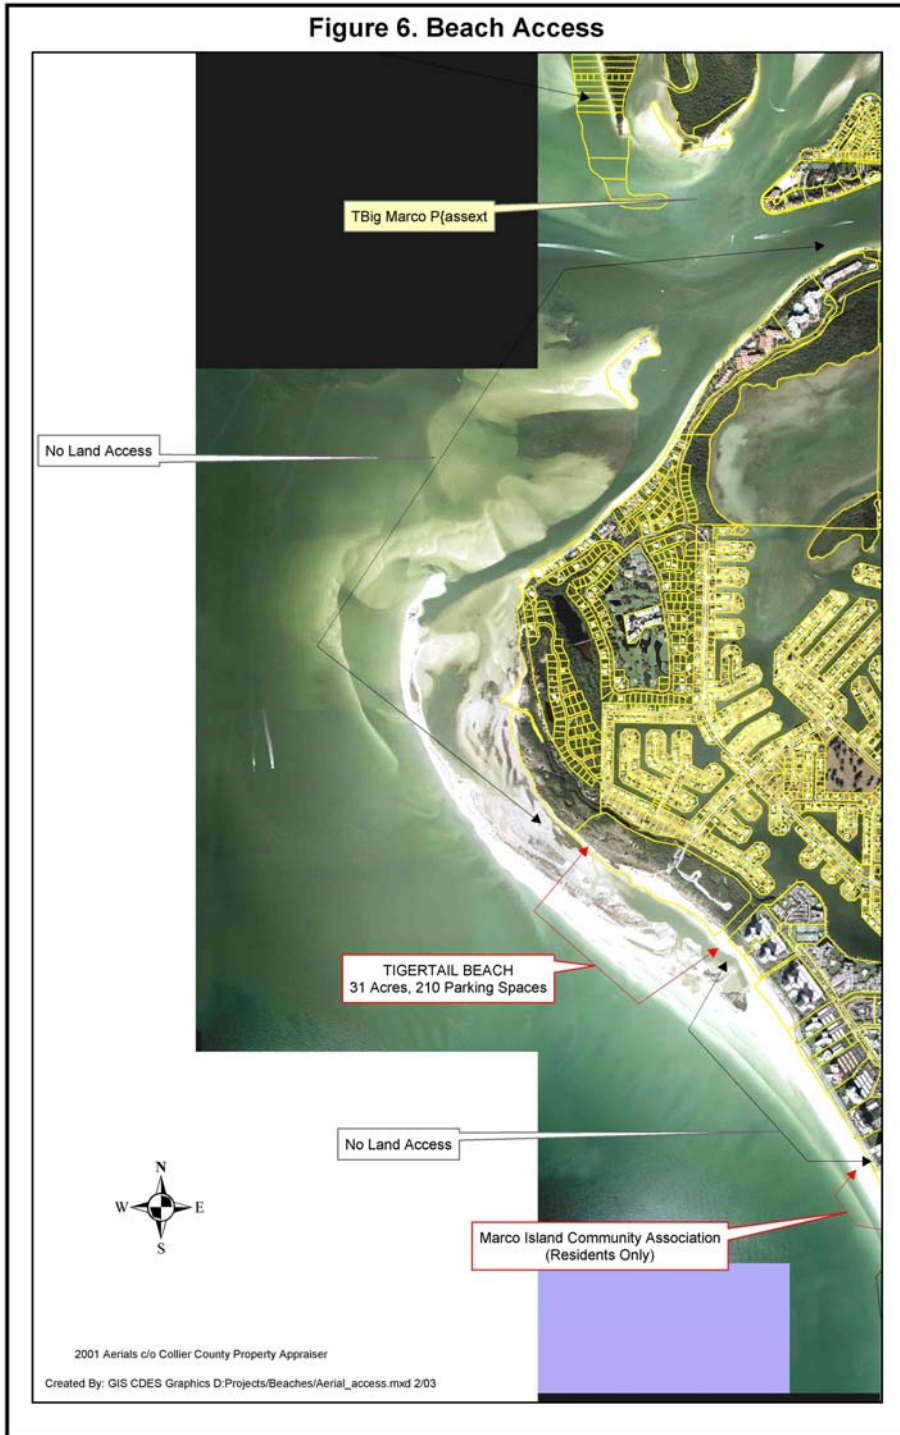 Figure 6. Beach Access
TBig Marco P{assext
No Land Access
TIGERTAIL BEACH
31 Acres, 210 Parking Spaces
No Land Access
N
W E
S
Marco Island Community Association
(Residents Only)
2001 Aerials c/o Collier County Property Appraiser
Created By: GIS CDES Graphics D:Projects/Beaches/Aerial_access.mxd 2/03